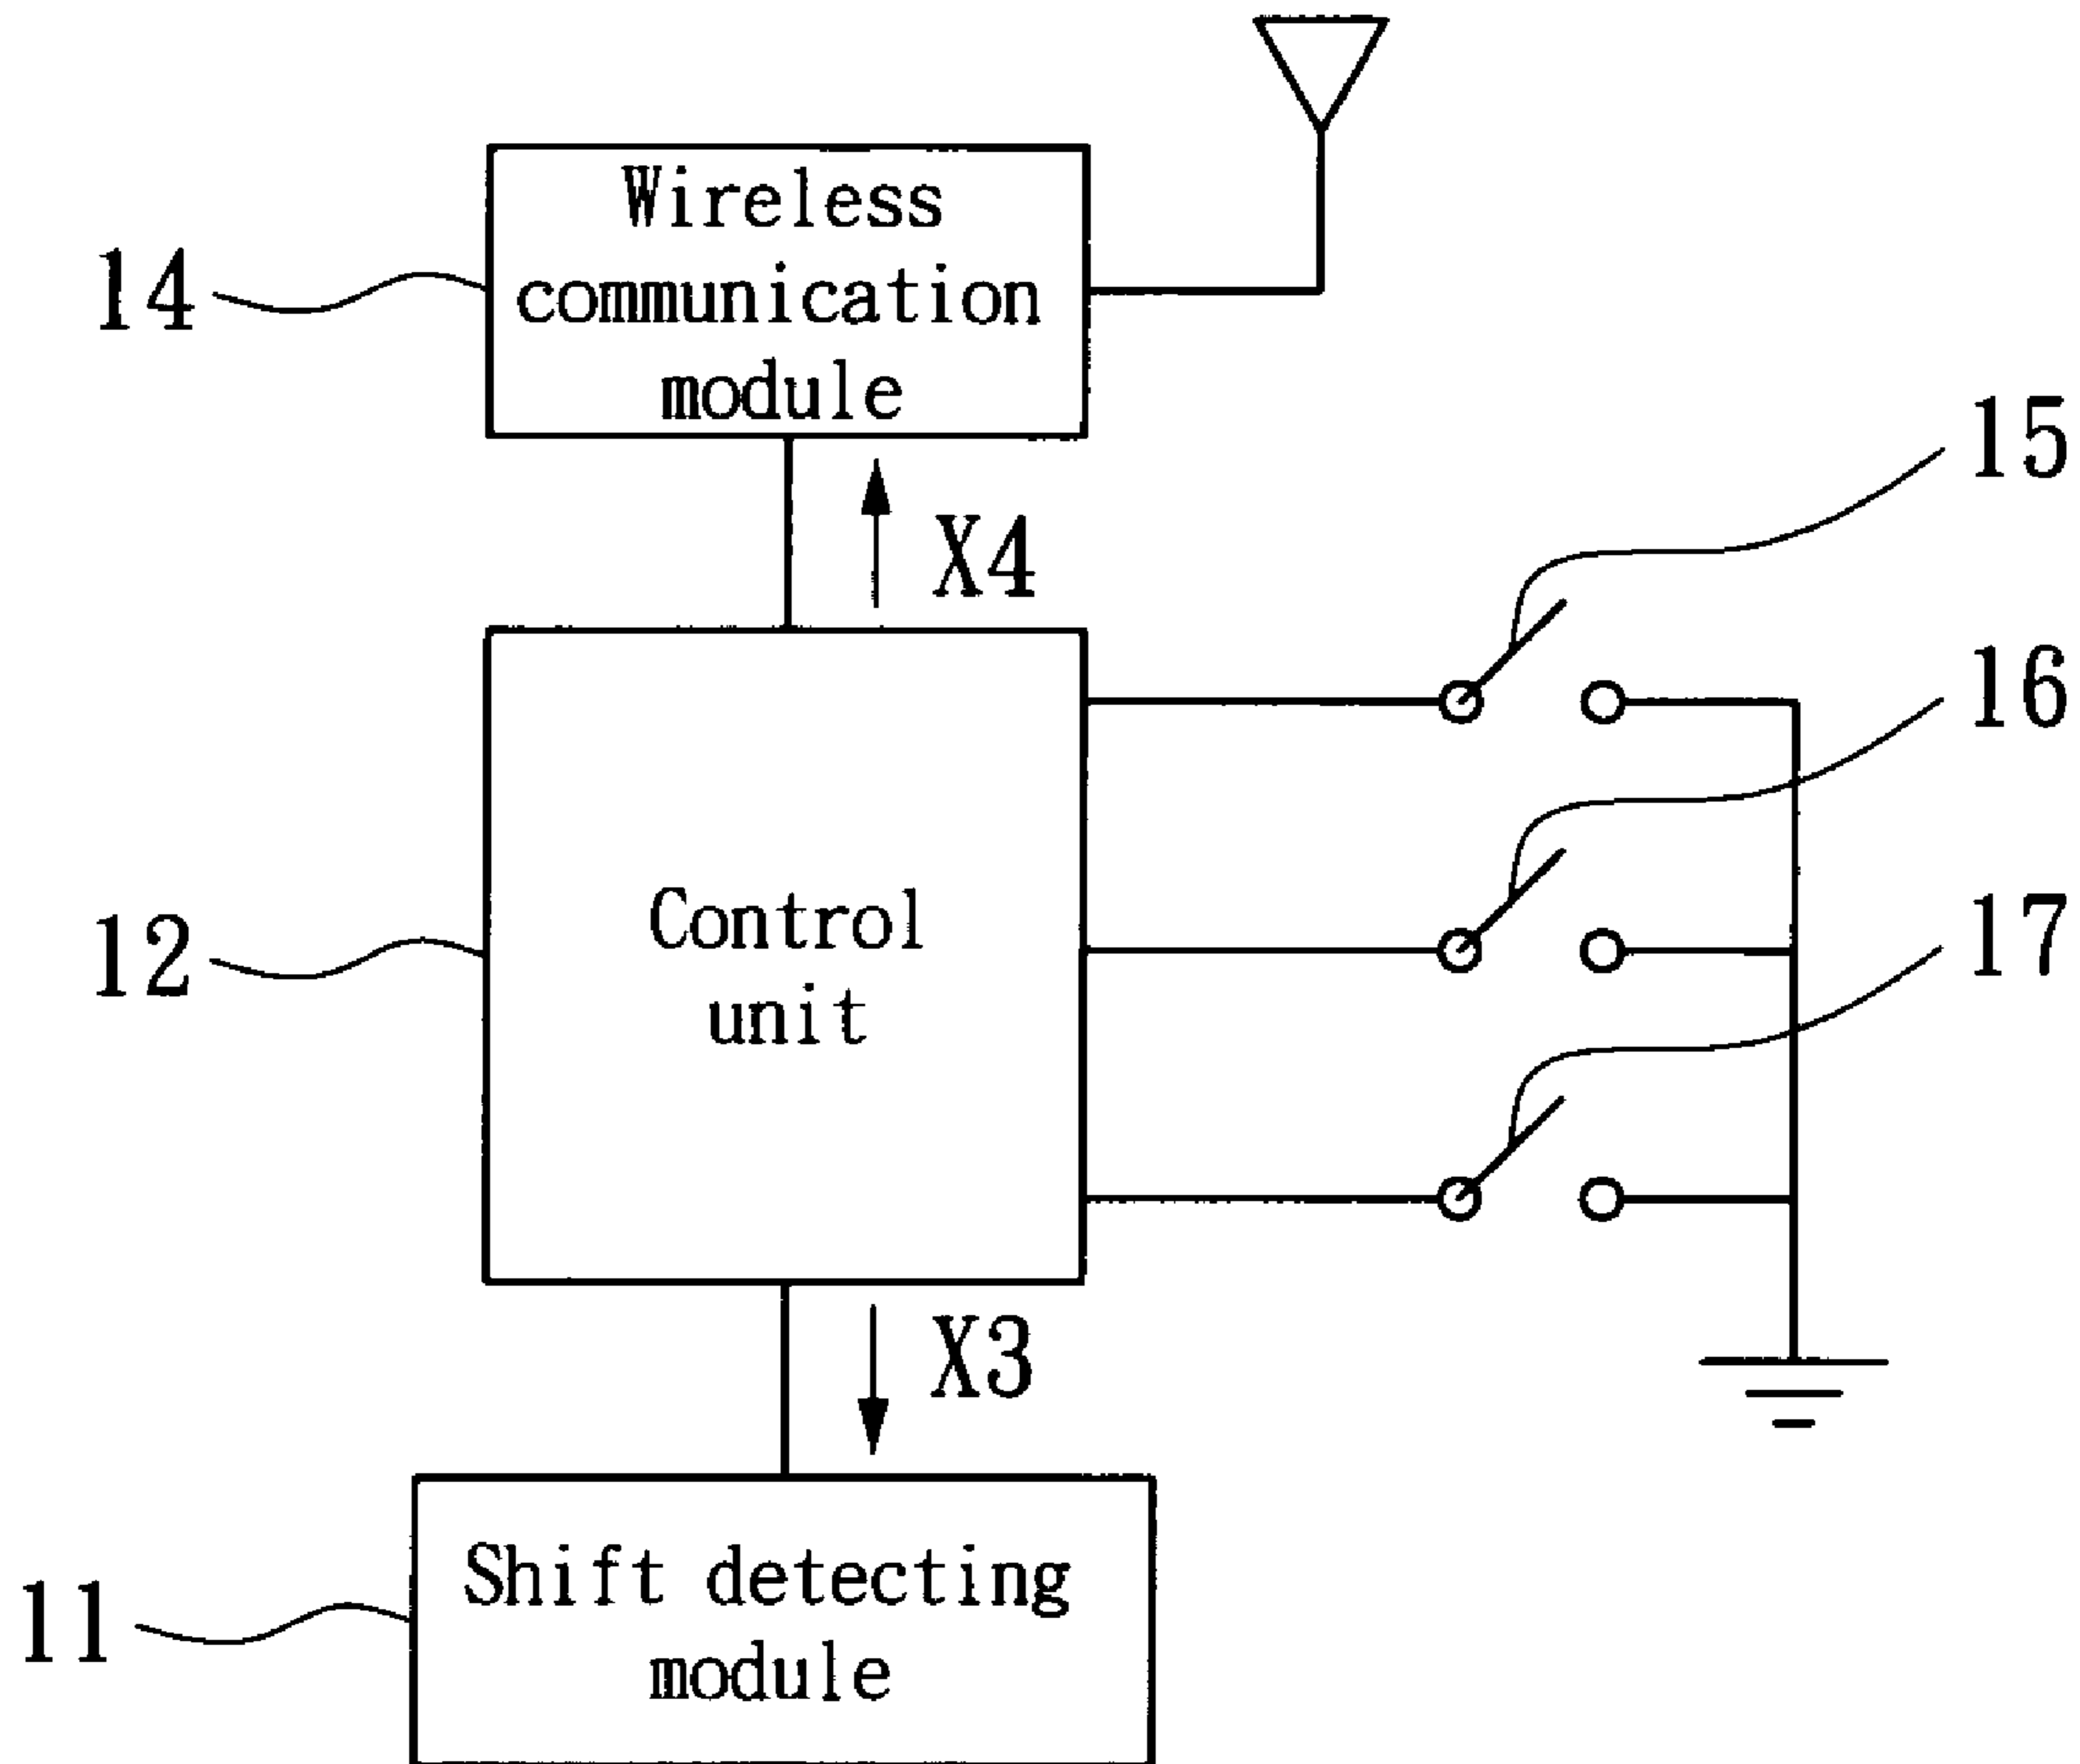 Wireless
communication
module
14
X4
15
16
Control
unit
12
17
X3
Shift detecting
module
11